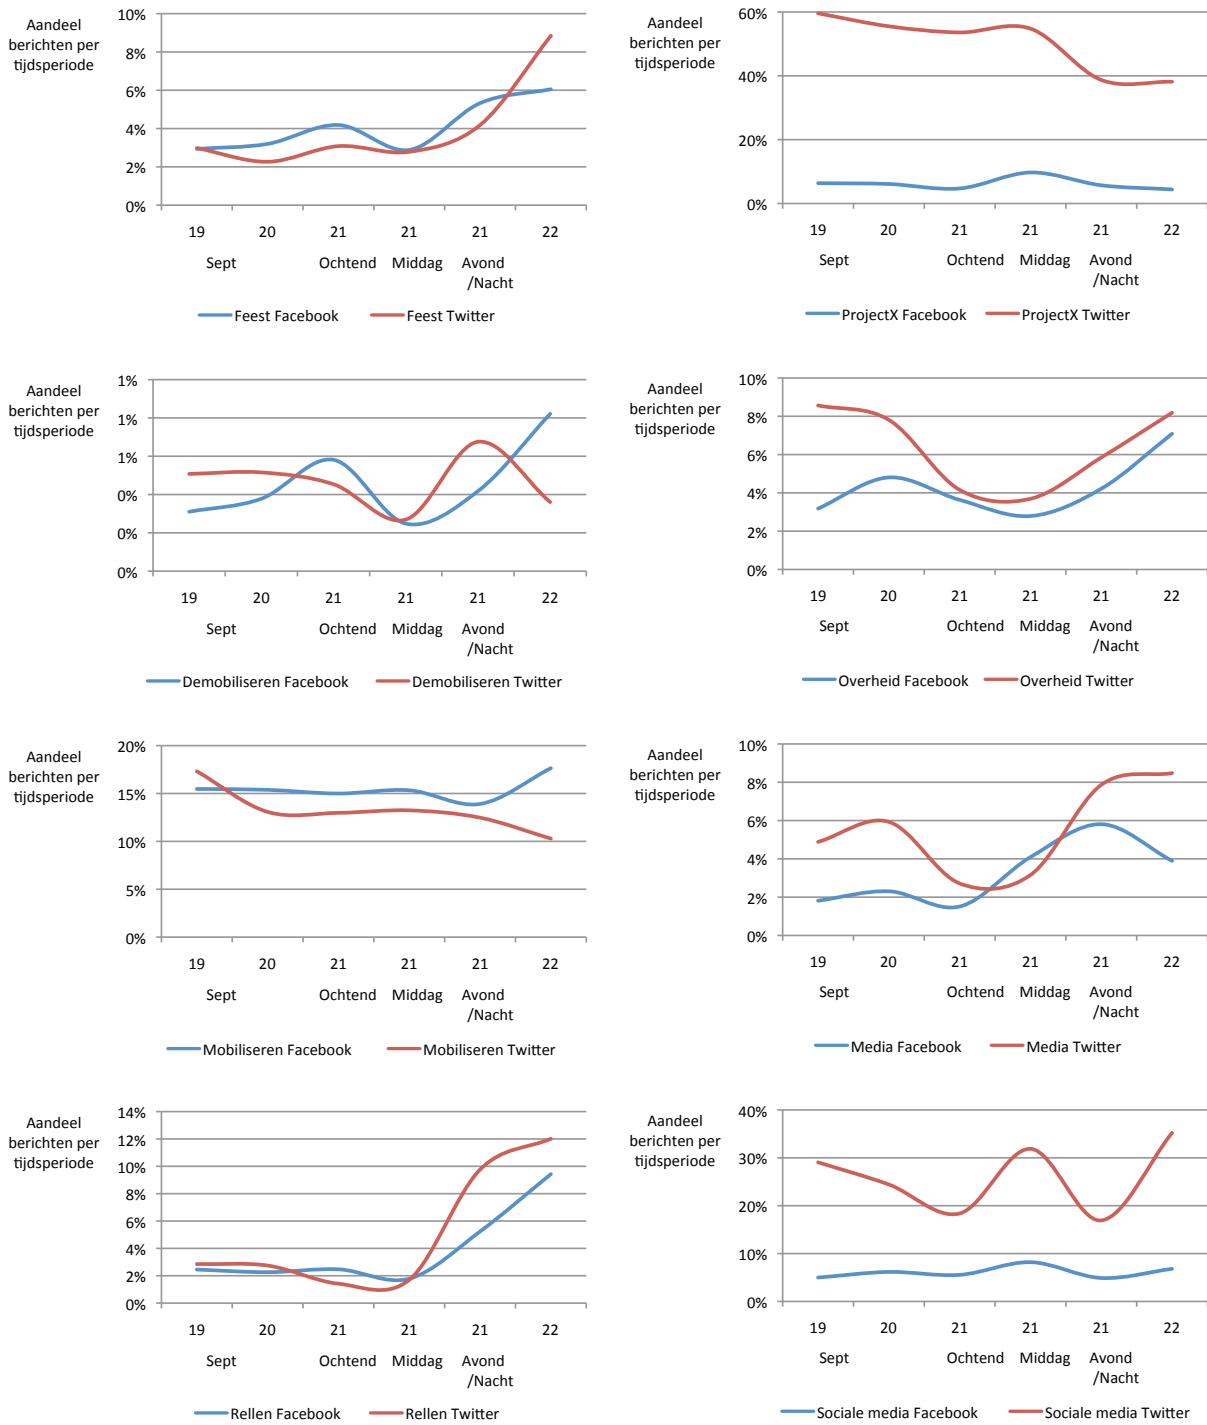 Aandeel
berichten per
tijdsperiode
10%
8%
6%
4%
2%
0%
19 20 21 21 21 22
Sept Ochtend Middag Avond
/Nacht
Feest Facebook Feest Twitter
Aandeel
berichten per
tijdsperiode
60%
40%
20%
0%
19 20 21 21 21 22
Sept Ochtend Middag Avond
/Nacht
ProjectX Facebook ProjectX Twitter
Aandeel
berichten per
tijdsperiode
1%
1%
1%
0%
0%
0%
19 20 21 21 21 22
Sept Ochtend Middag Avond
/Nacht
Demobiliseren Facebook Demobiliseren Twitter
Aandeel
berichten per
tijdsperiode
10%
8%
6%
4%
2%
0%
19 20 21 21 21 22
Sept Ochtend Middag Avond
/Nacht
Overheid Facebook Overheid Twitter
Aandeel
berichten per
tijdsperiode
20%
15%
10%
5%
0%
19 20 21 21 21 22
Sept Ochtend Middag Avond
/Nacht
Mobiliseren Facebook Mobiliseren Twitter
Aandeel
berichten per
tijdsperiode
10%
8%
6%
4%
2%
0%
19 20 21 21 21 22
Sept Ochtend Middag Avond
/Nacht
Media Facebook Media Twitter
Aandeel
berichten per
tijdsperiode
14%
12%
10%
8%
6%
4%
2%
0%
19 20 21 21 21 22
Sept Ochtend Middag Avond
/Nacht
Rellen Facebook Rellen Twitter
Aandeel
berichten per
tijdsperiode
40%
30%
20%
10%
0%
19 20 21 21 21 22
Sept Ochtend Middag Avond
/Nacht
Sociale media Facebook Sociale media Twitter